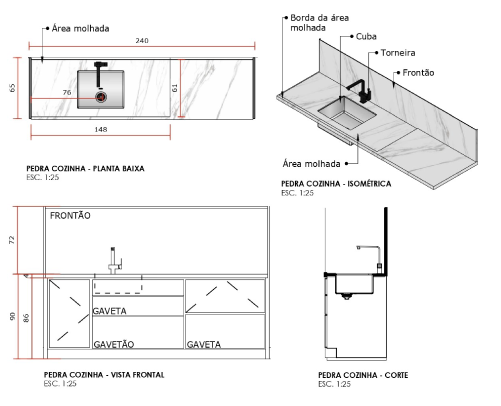 Área molhada
240
65
76
61
148
PEDRA COZINHA - PLANTA BAIXA
ESC. 1:25
Borda da área
molhada
Cuba
Torneira
Frontão
Área molhada
PEDRA COZINHA - ISOMÉTRICA
ESC. 1:25
FRONTÃO
72
4
90
86
GAVETA
GAVETÃO
GAVETA
PEDRA COZINHA - VISTA FRONTAL
ESC. 1:25
PEDRA COZINHA - CORTE
ESC. 1:25